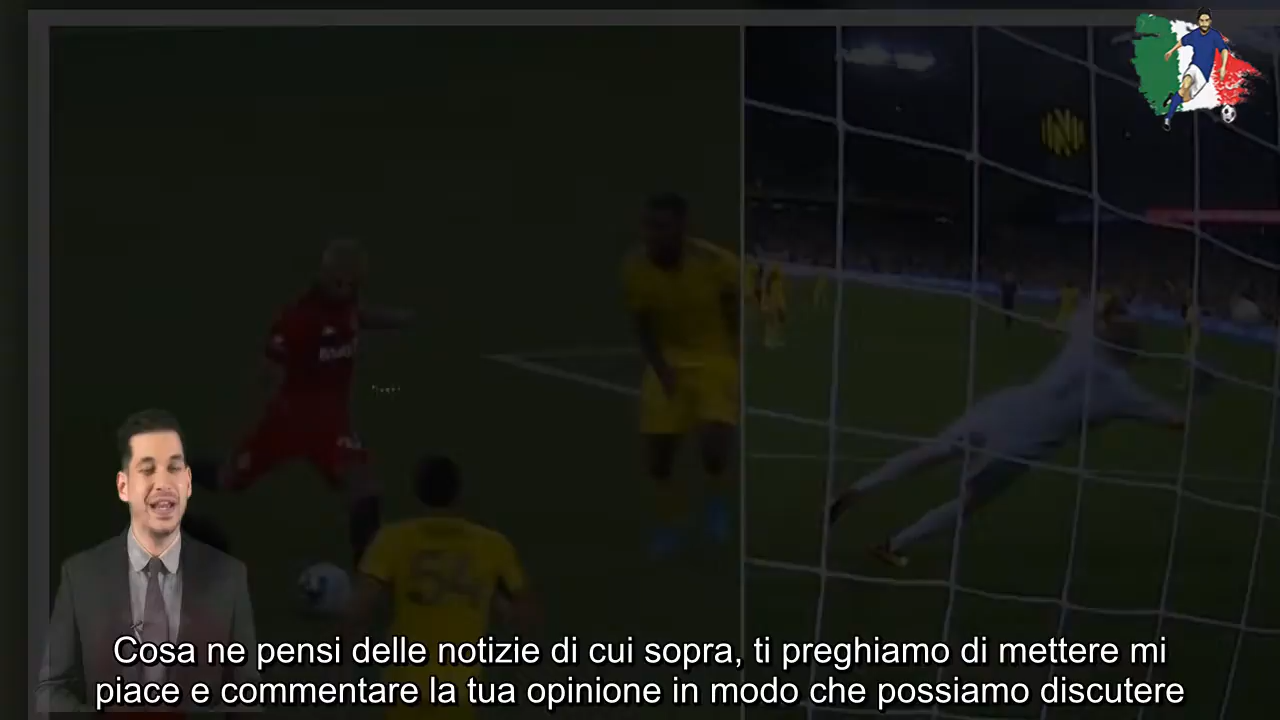 54
Cosa ne pensi delle notizie di cui sopra, ti preghiamo di mettere mi
piace e commentare la tua opinione in modo che possiamo discutere